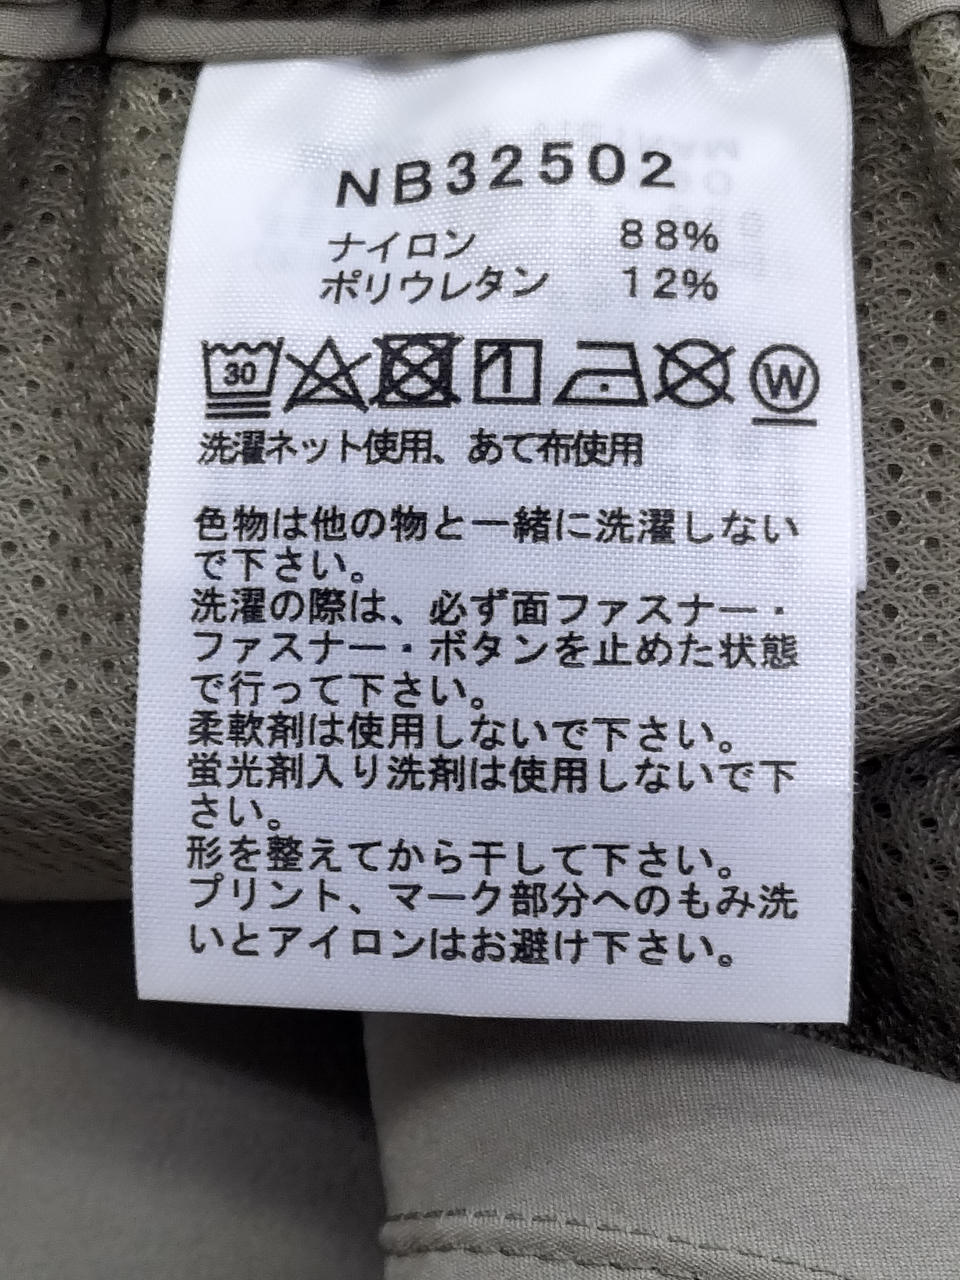 NB32502
ナイロン 88%
ポリウレタン 12%
30 W
洗濯ネット使用、あて布使用
色物は他の物と一緒に洗濯しない
で下さい。
洗濯の際は、必ず面ファスナー・
ファスナー・ボタンを止めた状態
で行って下さい。
柔軟剤は使用しないで下さい。
蛍光剤入り洗剤は使用しないで下
さい。
形を整えてから干して下さい。
プリント、マーク部分へのもみ洗
いとアイロンはお避け下さい。